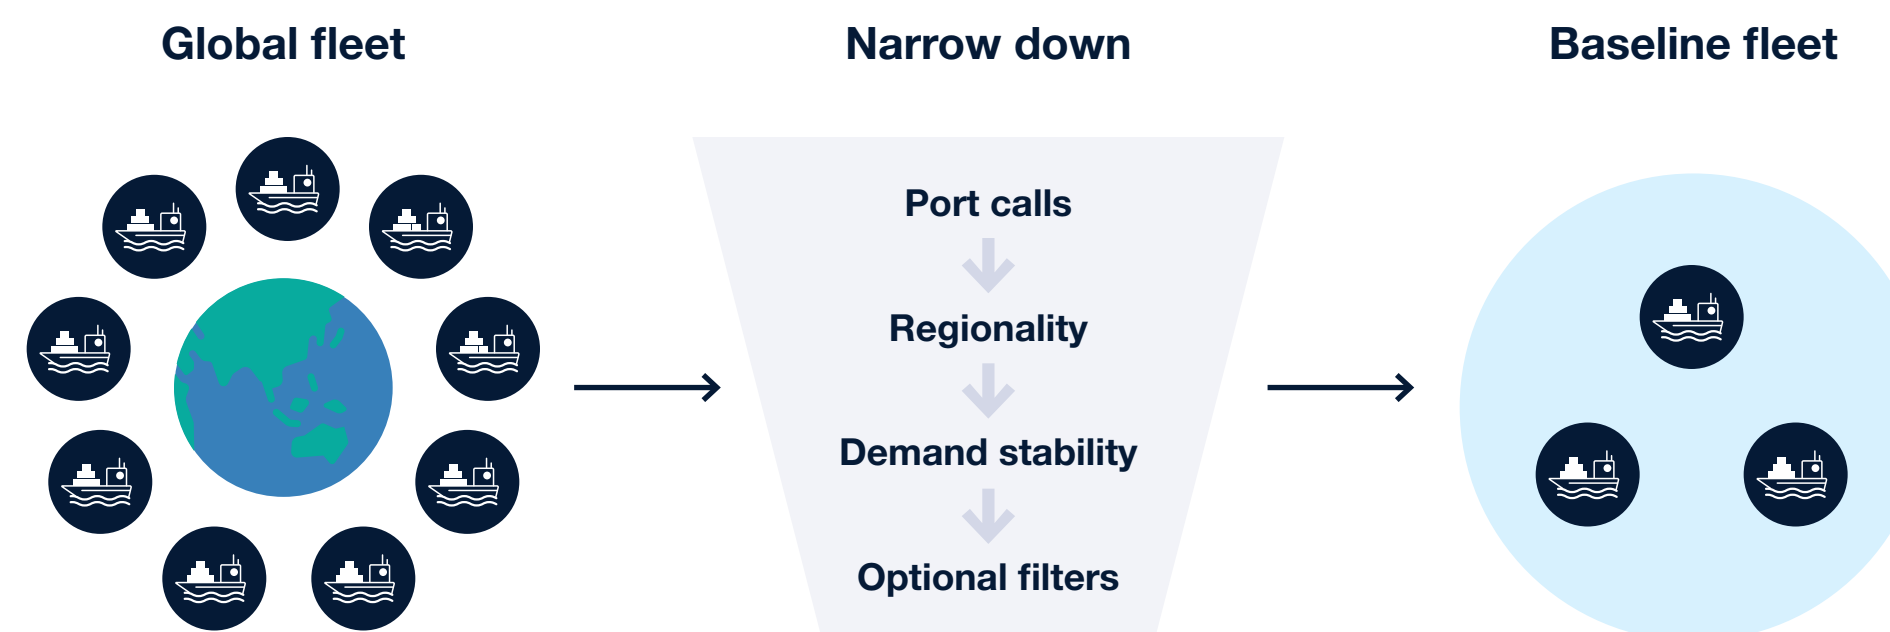 Global fleet
Narrow down
Baseline fleet
Port calls
Regionality
Demand stability
Optional filters